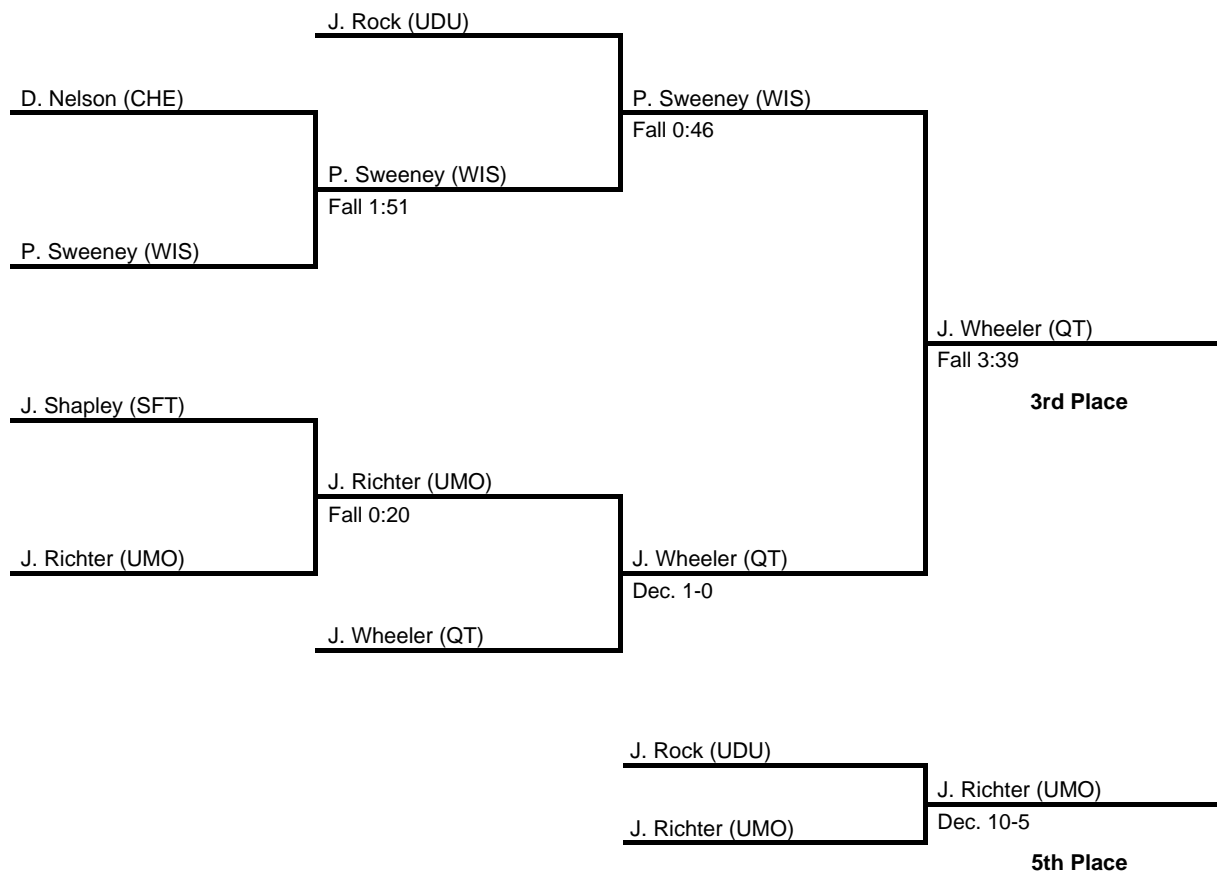 J. Rock (UDU)
D. Nelson (CHE)
P. Sweeney (WIS)
Fall 0:46
P. Sweeney (WIS)
Fall 1:51
P. Sweeney (WIS)
J. Wheeler (QT)
Fall 3:39
3rd Place
J. Shapley (SFT)
J. Richter (UMO)
Fall 0:20
J. Richter (UMO)
J. Wheeler (QT)
Dec. 1-0
J. Wheeler (QT)
J. Rock (UDU)
J. Richter (UMO)
Dec. 10-5
J. Richter (UMO)
5th Place